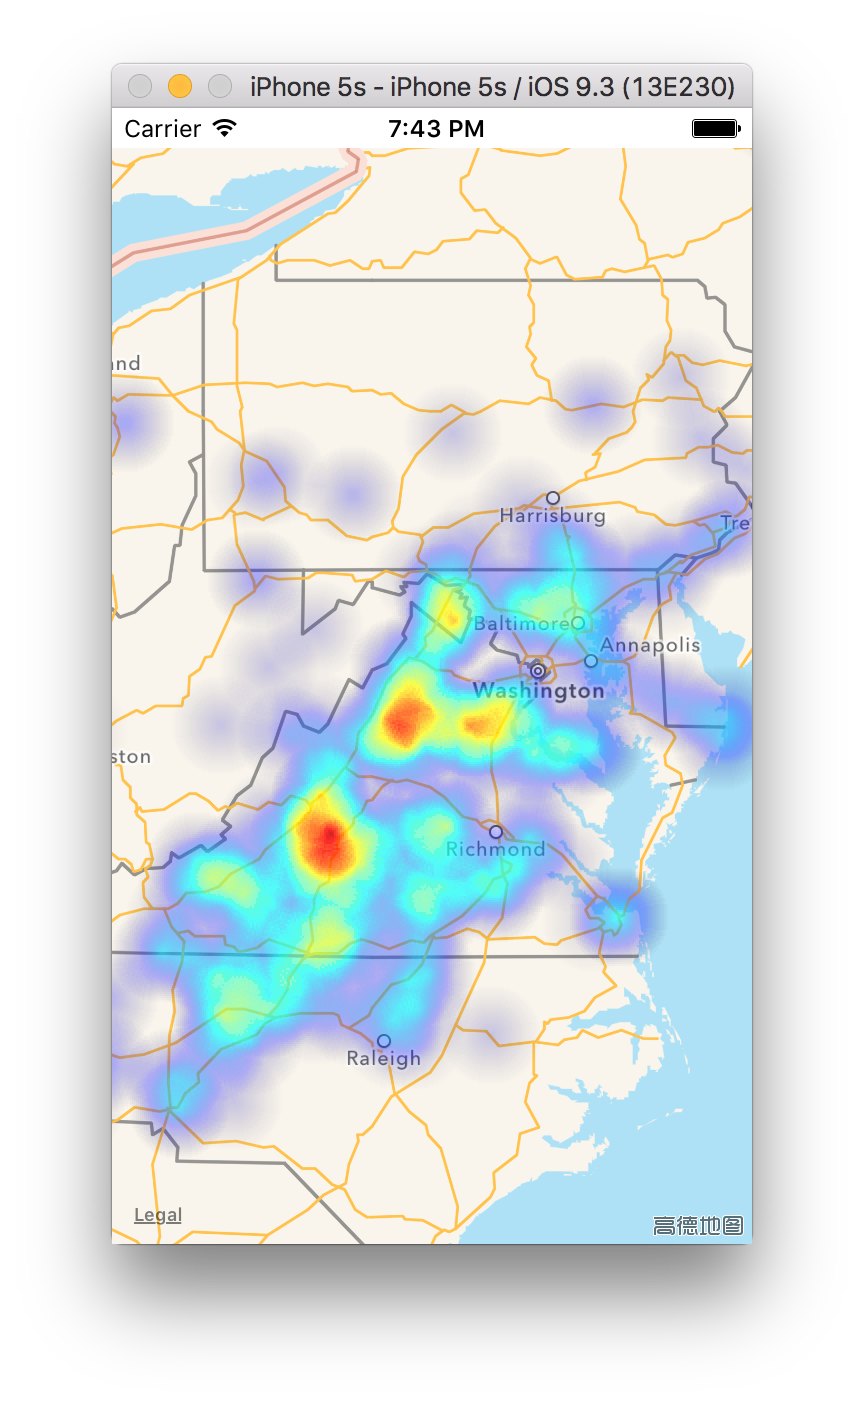 iPhone 5s - iPhone 5s / iOS 9.3 (13E230)
Carrier
7:43 PM
nd
Harrisburg
Tre
Baltimore
Annapolis
Washington
ston
Richmond
Raleigh
Legal
高德地图